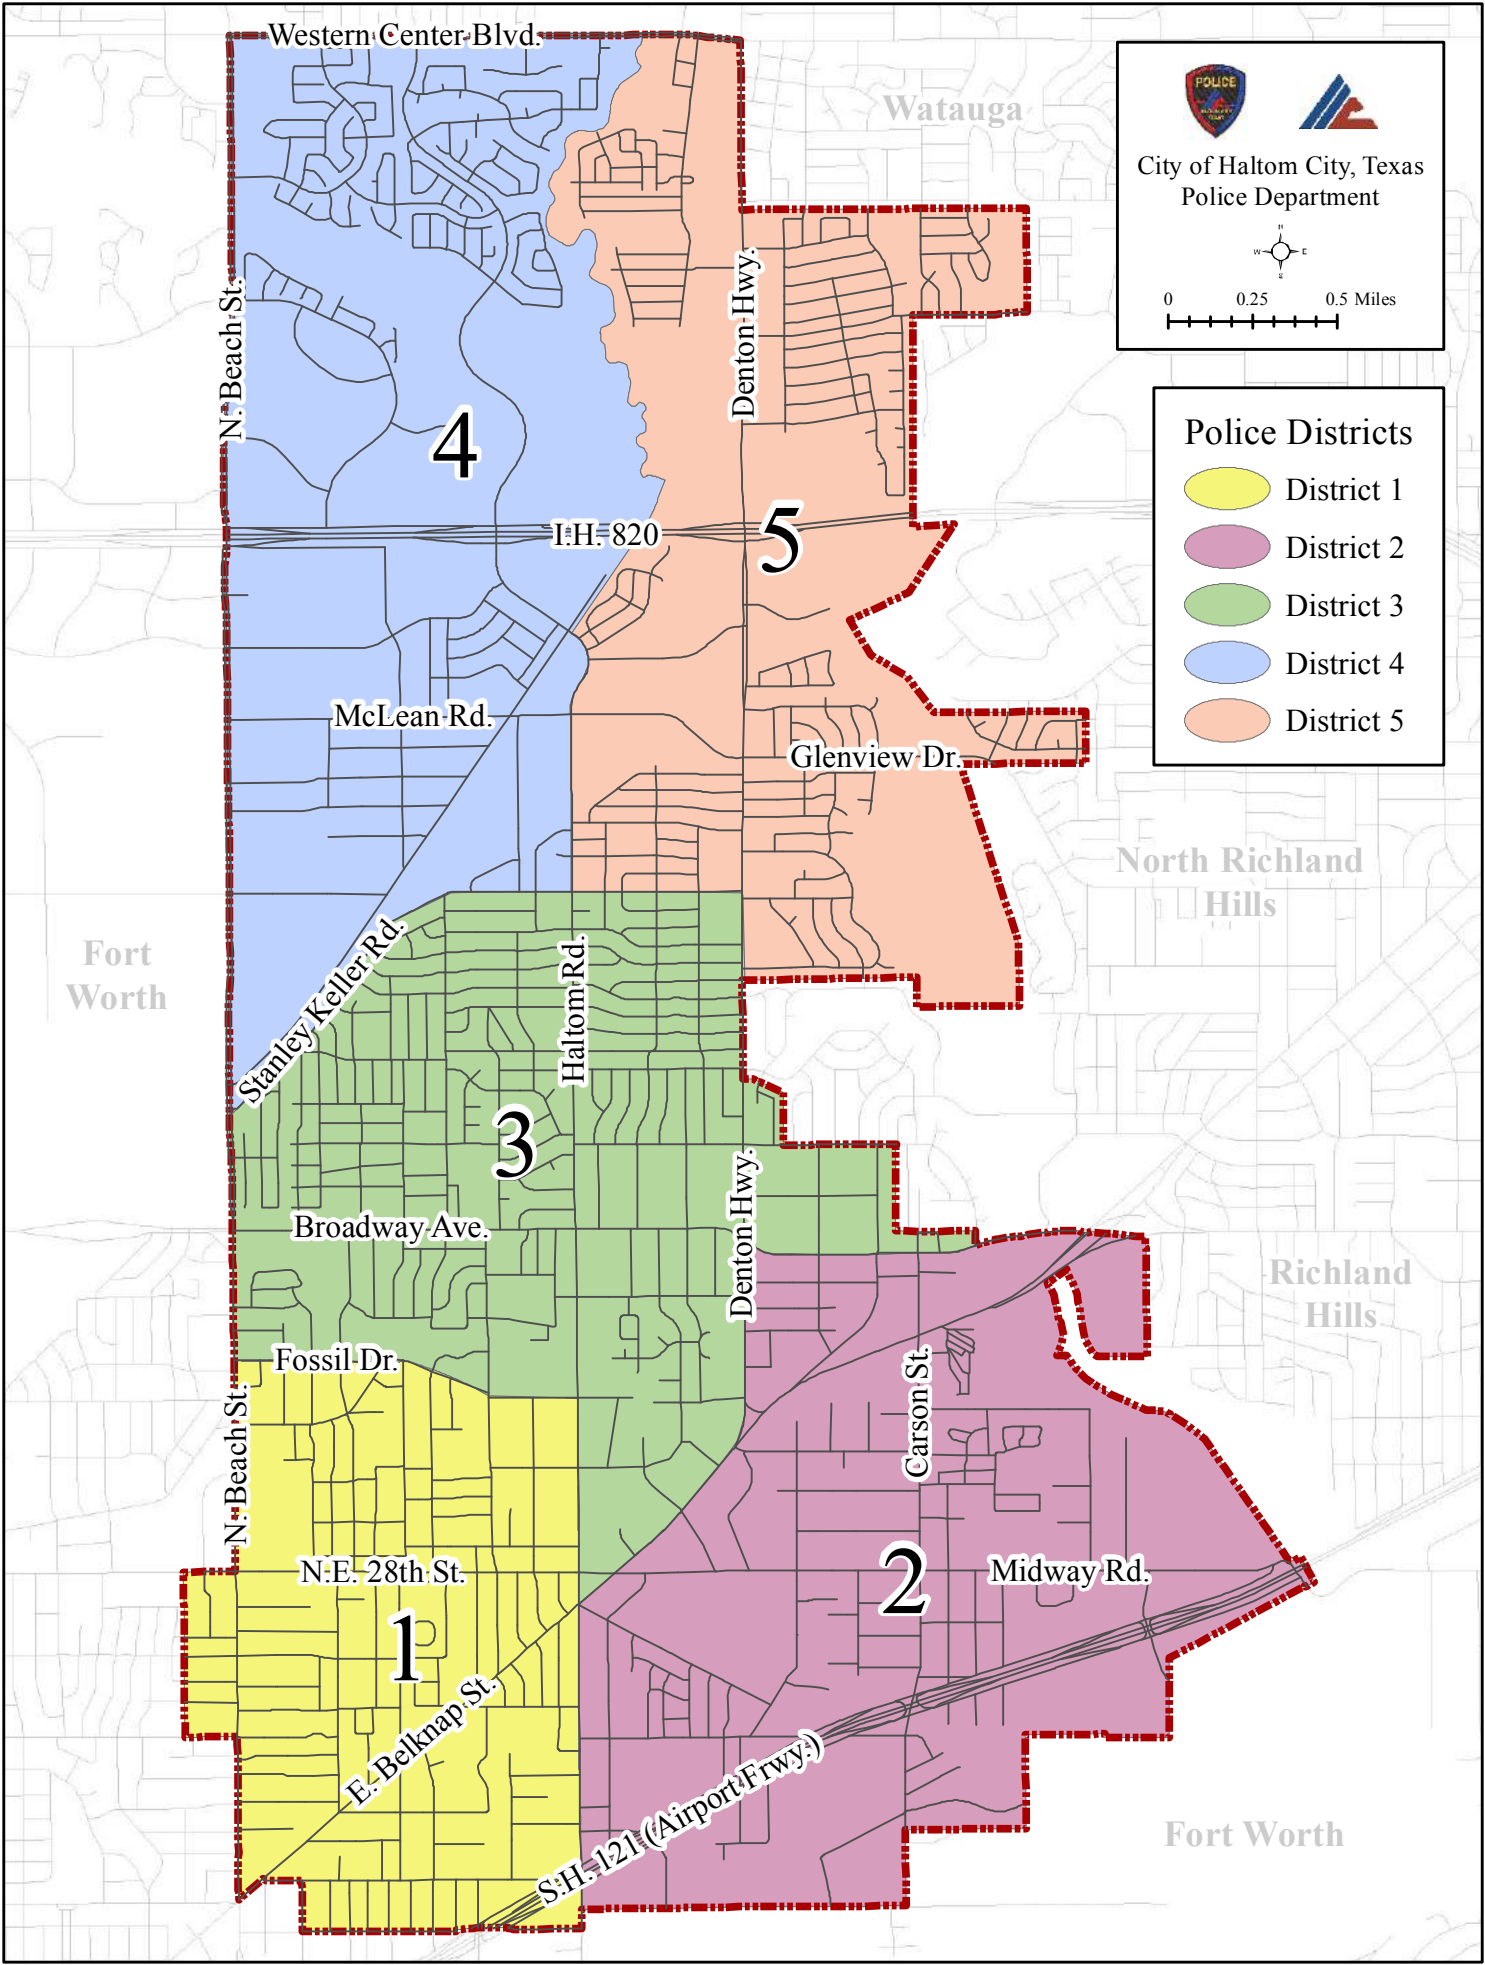 Western Center Blvd.
Watauga
POLICE
City of Haltom City, Texas
Police Department
N
W E
S
0 0.25 0.5 Miles
N. Beach St.
Denton Hwy.
Police Districts
District 1
District 2
District 3
District 4
District 5
4
I.H. 820
5
McLean Rd.
Glenview Dr.
North Richland
Hills
Fort
Worth
Stanley Keller Rd.
Haltom Rd.
3
Broadway Ave.
Denton Hwy.
Richland
Hills
Fossil Dr.
N. Beach St.
Carson St.
N.E. 28th St.
2
Midway Rd.
1
E. Belknap St.
S.H. 121 (Airport Frwy.)
Fort Worth